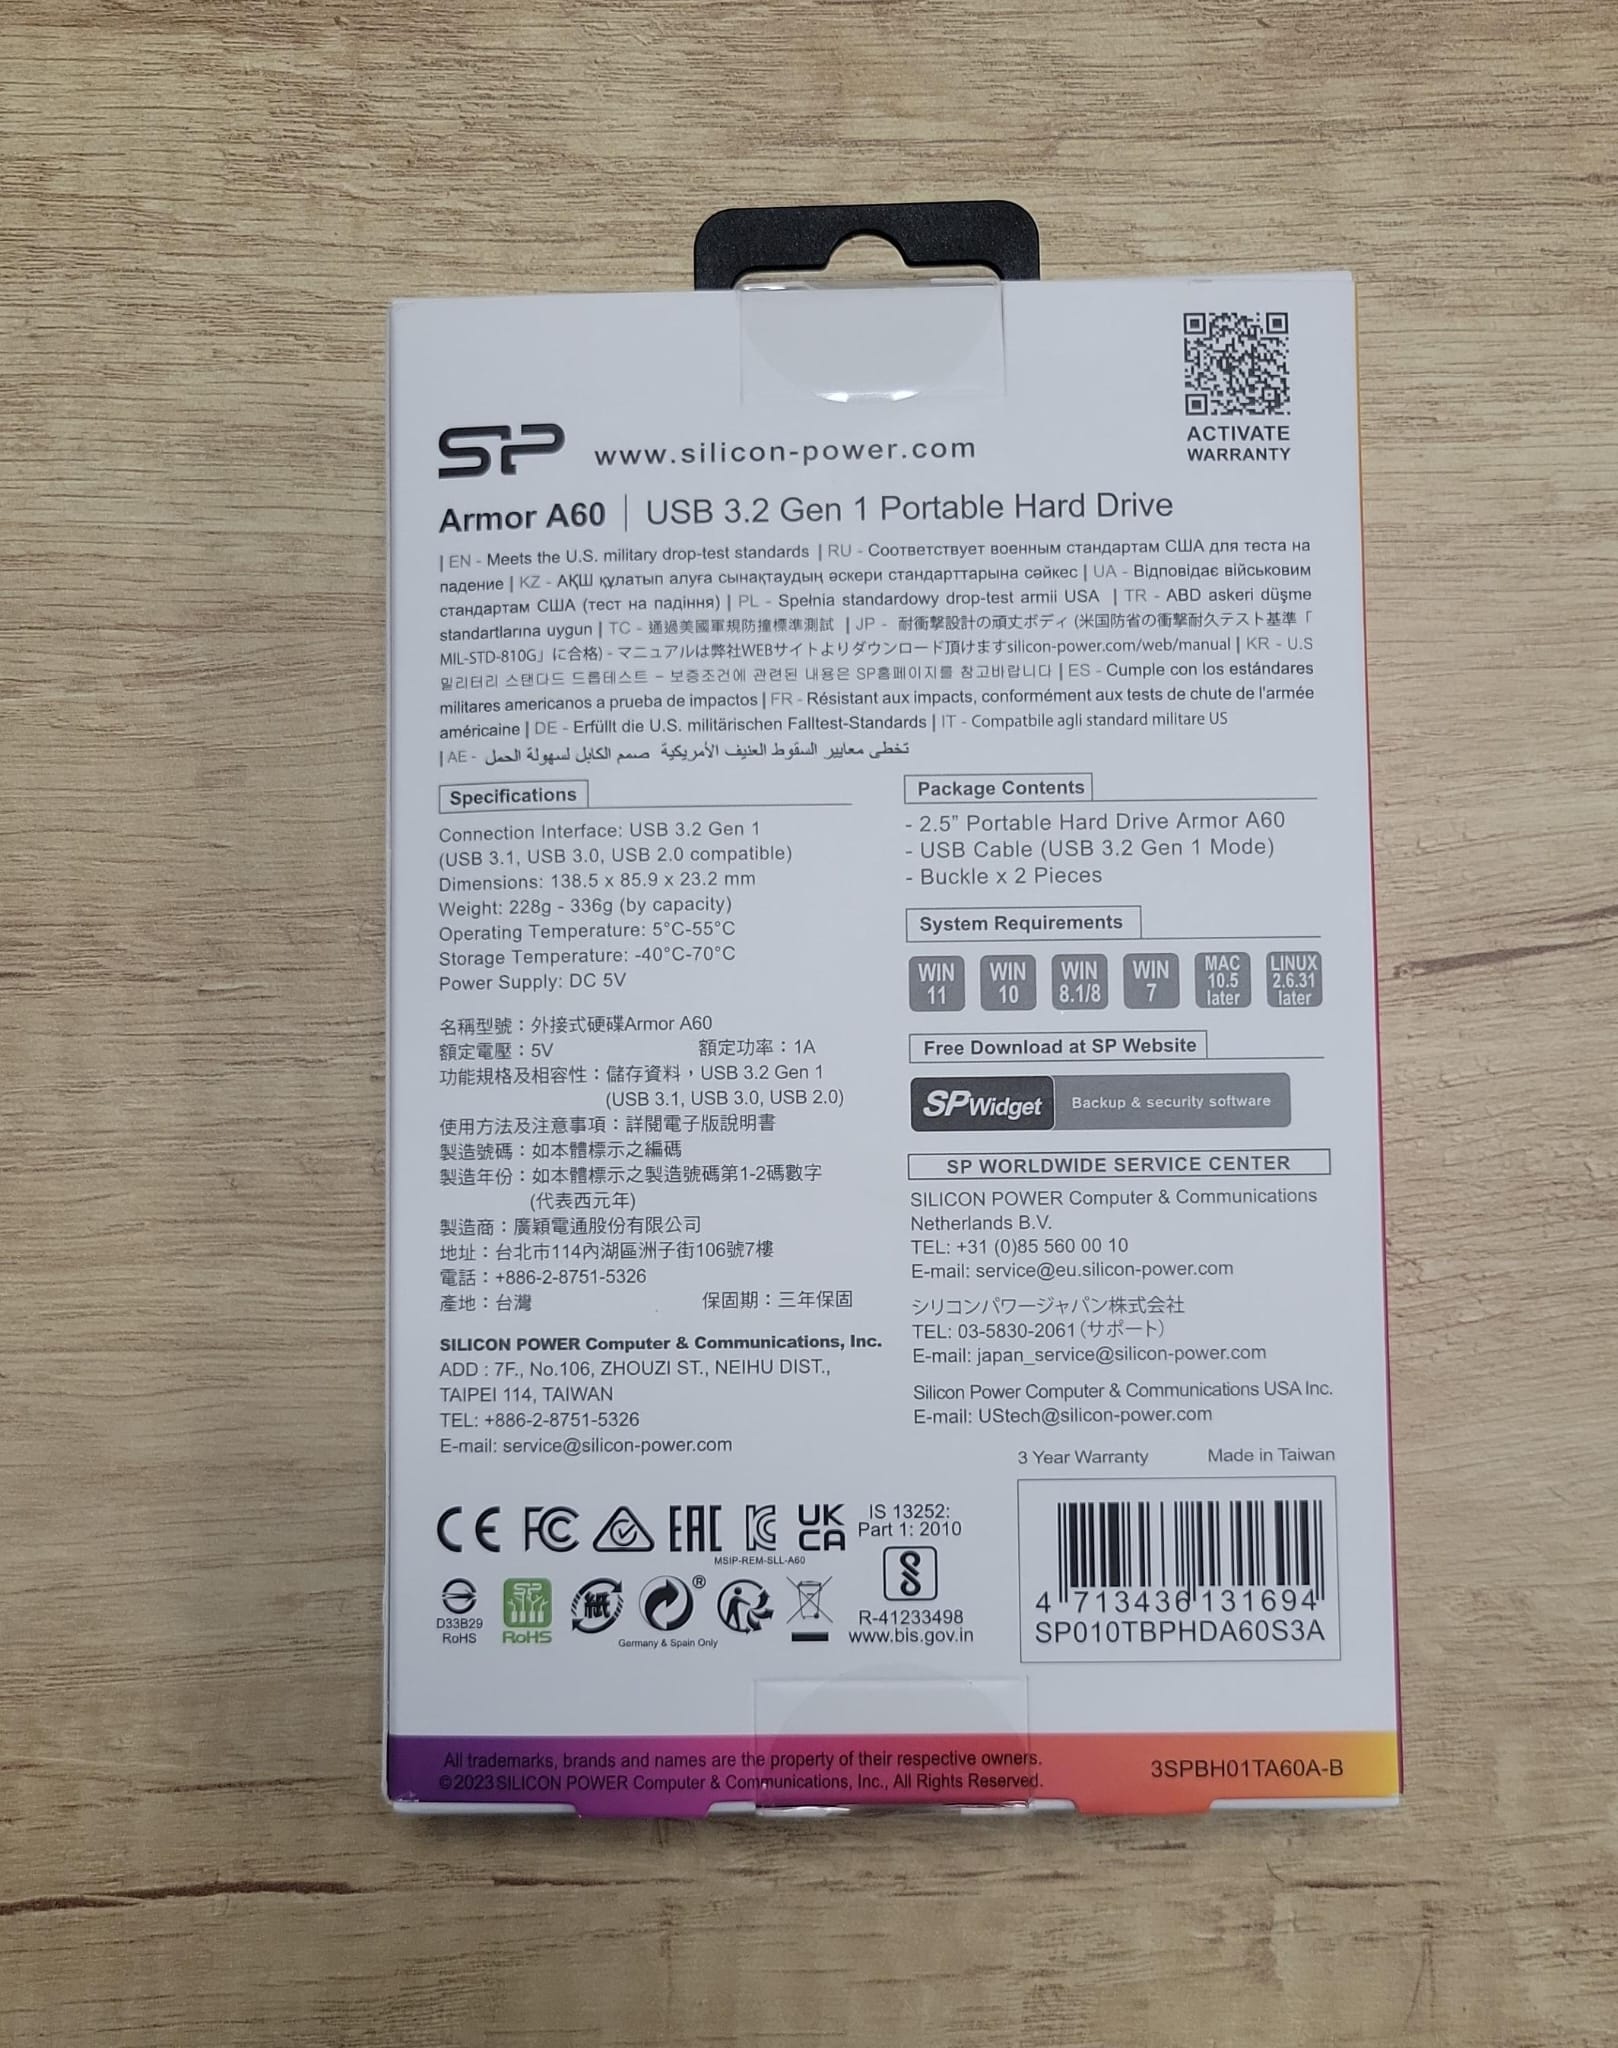 ACTIVATE
WARRANTY
SP www.silicon-power.com
Armor A60 | USB 3.2 Gen 1 Portable Hard Drive
| EN - Meets the U.S. military drop-test standards | RU - Соответствует военным стандартам США для теста на
падение | KZ - АҚШ құлатып алуға сынақтаудың әскери стандарттарына сәйкес | UA - Відповідає військовим
стандартам США (тест на падіння) | PL - Spełnia standardowy drop-test armii USA | TR - ABD askeri düşme
standartlarına uygun | TC - 通過美國軍規防撞標準測試 | JP - 耐衝撃設計の頑丈ボディ (米国防省の衝撃耐久テスト基準「
MIL-STD-810G」に合格) - マニュアルは弊社WEBサイトよりダウンロード頂けますsilicon-power.com/web/manual | KR - U.S
밀리터리 스탠다드 드롭테스트 – 보증조건에 관련된 내용은 SP홈페이지를 참고바랍니다 | ES - Cumple con los estándares
militares americanos a prueba de impactos | FR - Résistant aux impacts, conformément aux tests de chute de l'armée
américaine | DE - Erfüllt die U.S. militärischen Falltest-Standards | IT - Compatbile agli standard militare US
| AE - تخطى معايير السقوط العنيف الأمريكية صمم الكابل لسهولة الحمل
Specifications
Connection Interface: USB 3.2 Gen 1
(USB 3.1, USB 3.0, USB 2.0 compatible)
Dimensions: 138.5 x 85.9 x 23.2 mm
Weight: 228g - 336g (by capacity)
Operating Temperature: 5°C-55°C
Storage Temperature: -40°C-70°C
Power Supply: DC 5V
名稱型號：外接式硬碟Armor A60
額定電壓：5V 額定功率：1A
功能規格及相容性：儲存資料，USB 3.2 Gen 1
(USB 3.1, USB 3.0, USB 2.0)
使用方法及注意事項：詳閱電子版說明書
製造號碼：如本體標示之編碼
製造年份：如本體標示之製造號碼第1-2碼數字
(代表西元年)
製造商：廣穎電通股份有限公司
地址：台北市114內湖區洲子街106號7樓
電話：+886-2-8751-5326
產地：台灣 保固期：三年保固
SILICON POWER Computer & Communications, Inc.
ADD : 7F., No.106, ZHOUZI ST., NEIHU DIST.,
TAIPEI 114, TAIWAN
TEL: +886-2-8751-5326
E-mail: service@silicon-power.com
Package Contents
- 2.5” Portable Hard Drive Armor A60
- USB Cable (USB 3.2 Gen 1 Mode)
- Buckle x 2 Pieces
System Requirements
WIN 11
WIN 10
WIN 8.1/8
WIN 7
MAC 10.5 later
LINUX 2.6.31 later
Free Download at SP Website
SP Widget Backup & security software
SP WORLDWIDE SERVICE CENTER
SILICON POWER Computer & Communications
Netherlands B.V.
TEL: +31 (0)85 560 00 10
E-mail: service@eu.silicon-power.com
シリコンパワージャパン株式会社
TEL: 03-5830-2061（サポート）
E-mail: japan_service@silicon-power.com
Silicon Power Computer & Communications USA Inc.
E-mail: UStech@silicon-power.com
3 Year Warranty Made in Taiwan
CE FC EAC KC UK CA
MSIP-REM-SLL-A60
IS 13252:
Part 1: 2010
R-41233498
www.bis.gov.in
D33B29
RoHS
SP
RoHS
紙
®
Germany & Spain Only
4 713436 131694
SP010TBPHDA60S3A
All trademarks, brands and names are the property of their respective owners.
©2023 SILICON POWER Computer & Communications, Inc., All Rights Reserved.
3SPBH01TA60A-B